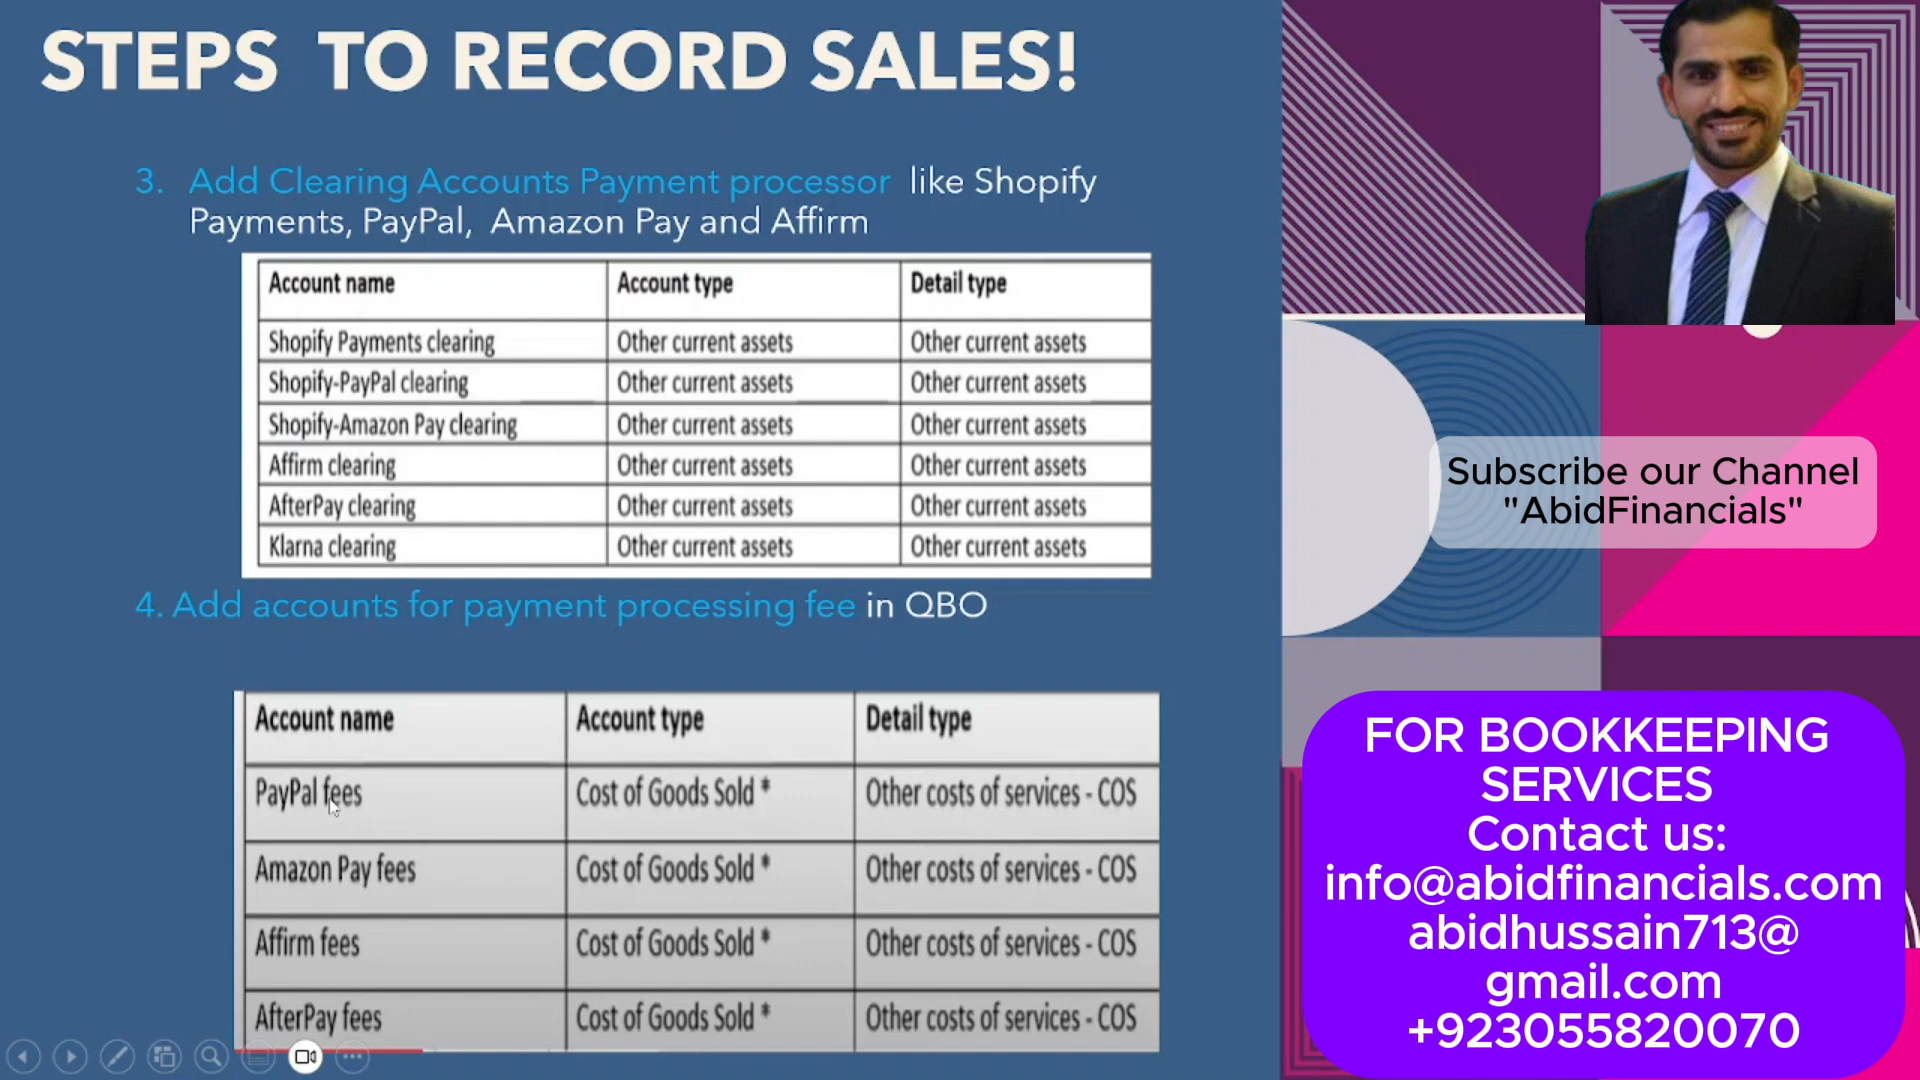 STEPS TO RECORD SALES!
3. Add Clearing Accounts Payment processor like Shopify
Payments, PayPal, Amazon Pay and Affirm
Account name Account type Detail type
Shopify Payments clearing Other current assets Other current assets
Shopify-PayPal clearing Other current assets Other current assets
Shopify-Amazon Pay clearing Other current assets Other current assets
Affirm clearing Other current assets Other current assets
AfterPay clearing Other current assets Other current assets
Klarna clearing Other current assets Other current assets
4. Add accounts for payment processing fee in QBO
Account name Account type Detail type
PayPal fees Cost of Goods Sold * Other costs of services - COS
Amazon Pay fees Cost of Goods Sold * Other costs of services - COS
Affirm fees Cost of Goods Sold * Other costs of services - COS
AfterPay fees Cost of Goods Sold * Other costs of services - COS
Subscribe our Channel
"AbidFinancials"
FOR BOOKKEEPING
SERVICES
Contact us:
info@abidfinancials.com
abidhussain713@
gmail.com
+923055820070